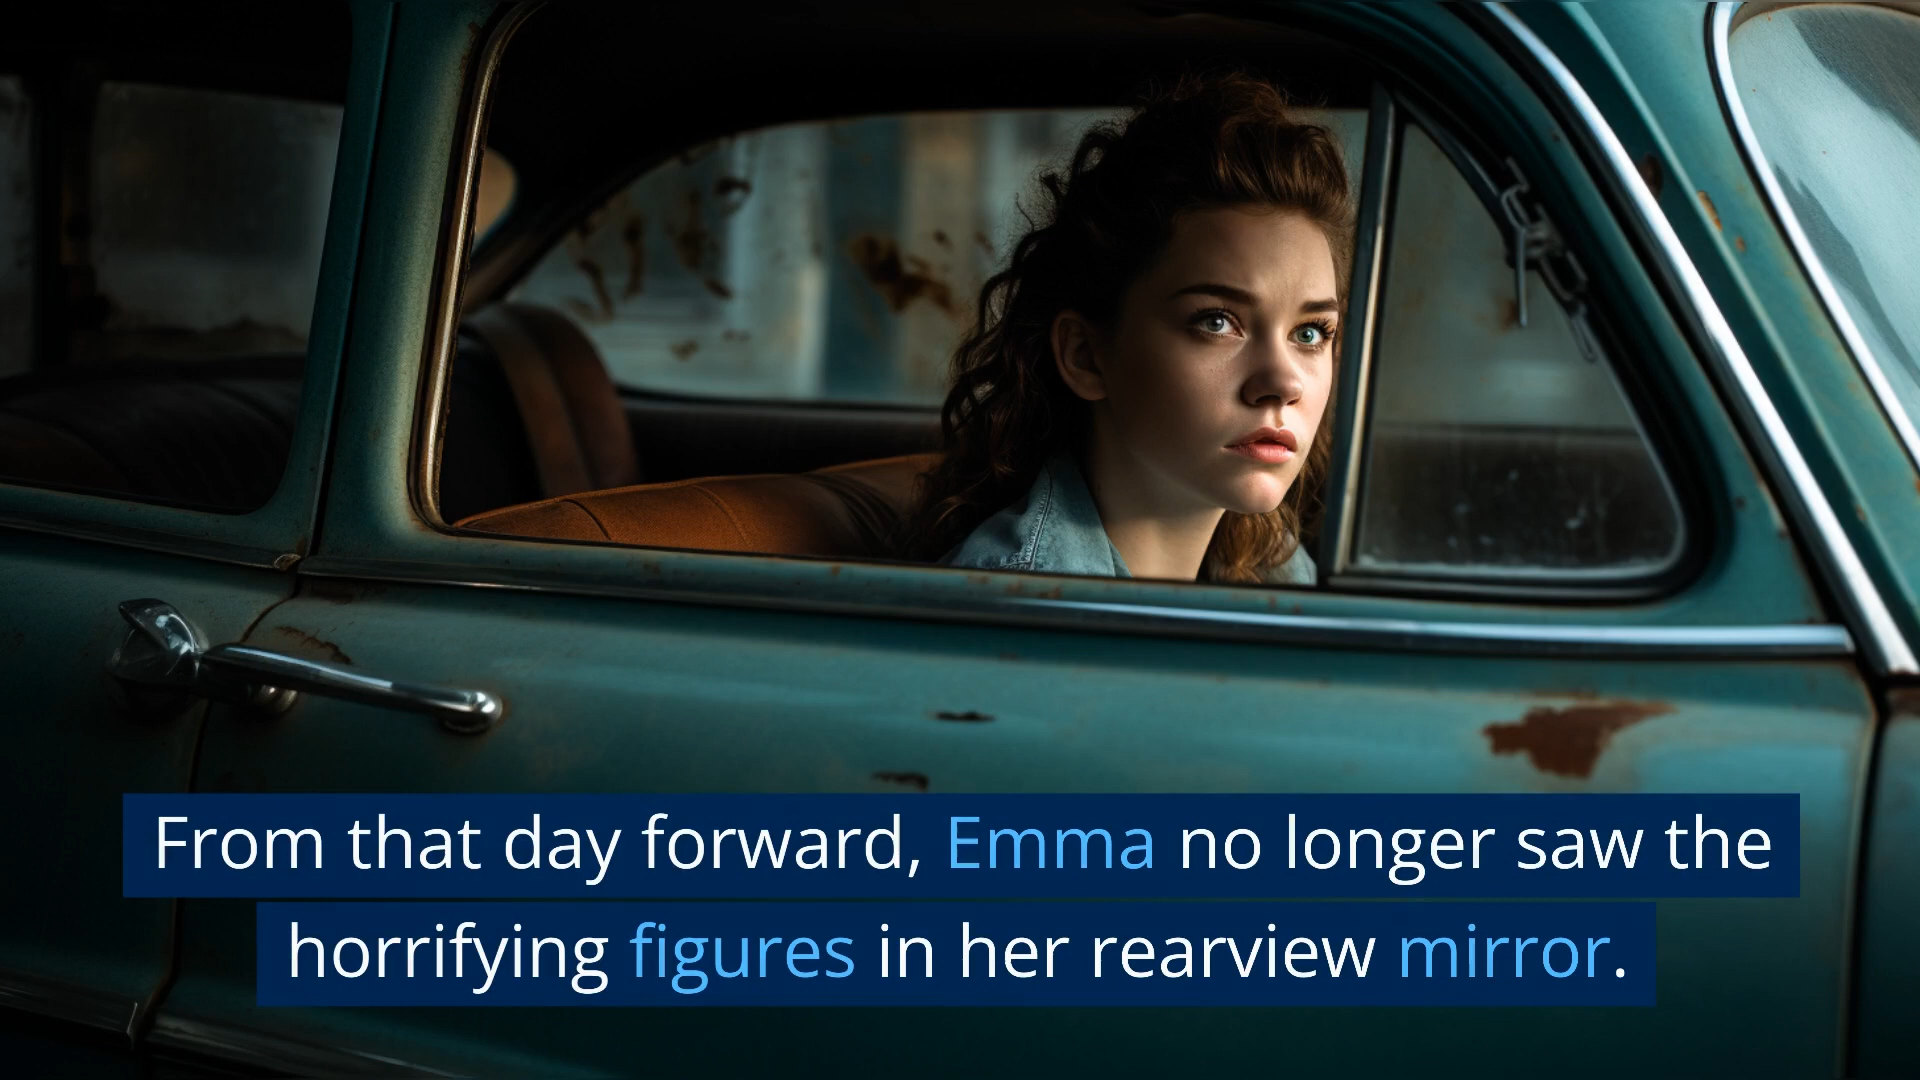 From that day forward, Emma no longer saw the
horrifying figures in her rearview mirror.